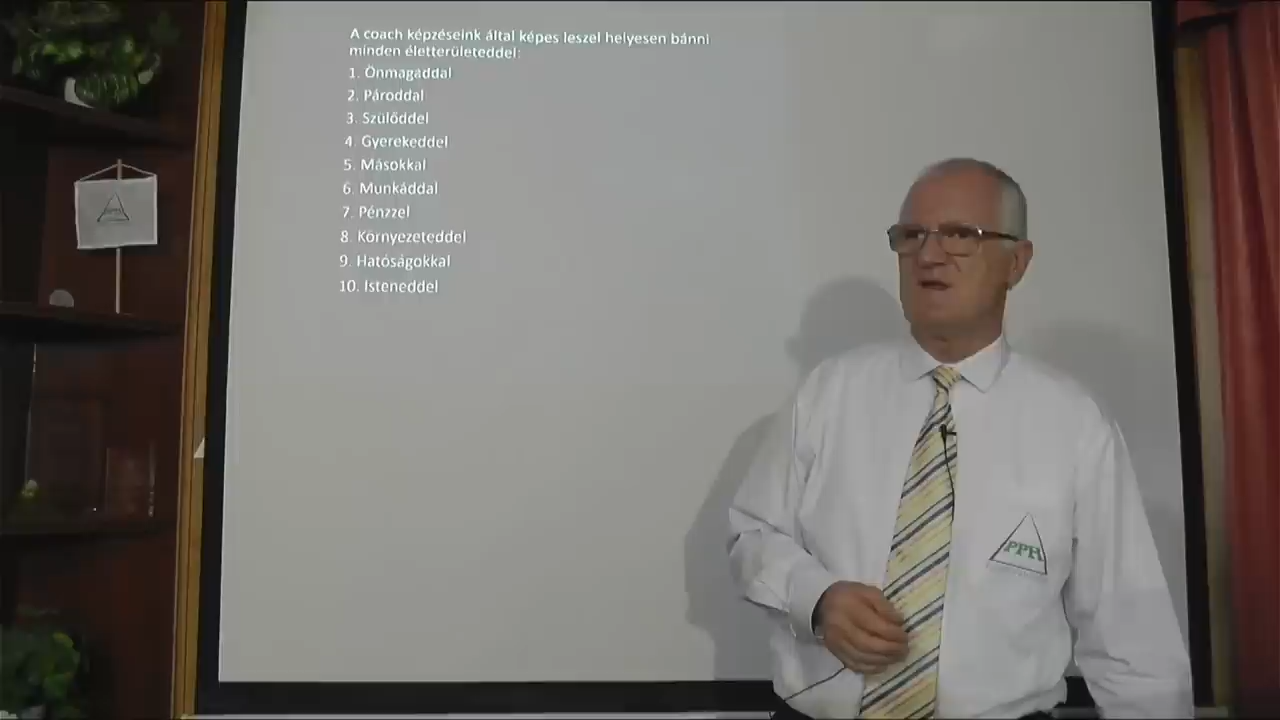 A coach képzéseink által képes leszel helyesen bánni
minden életterületeddel:
1. Önmagaddal
2. Pároddal
3. Szülőddel
4. Gyerekeddel
5. Másokkal
6. Munkáddal
7. Pénzzel
8. Környezeteddel
9. Hatóságokkal
10. Isteneddel
PPH